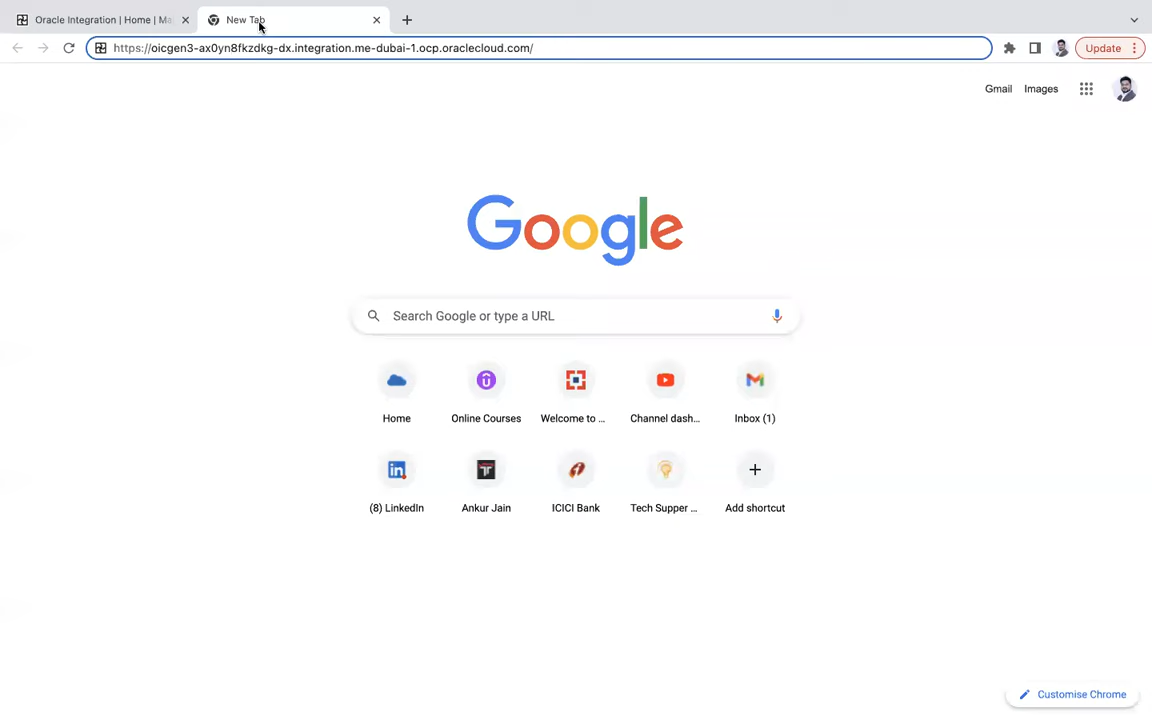 Oracle Integration | Home | Ma
New Tab
https://oicgen3-ax0yn8fkzdkg-dx.integration.me-dubai-1.ocp.oraclecloud.com/
Update
Gmail Images
Google
Search Google or type a URL
Home Online Courses Welcome to ... Channel dash... Inbox (1)
(8) LinkedIn Ankur Jain ICICI Bank Tech Supper ... Add shortcut
Customise Chrome